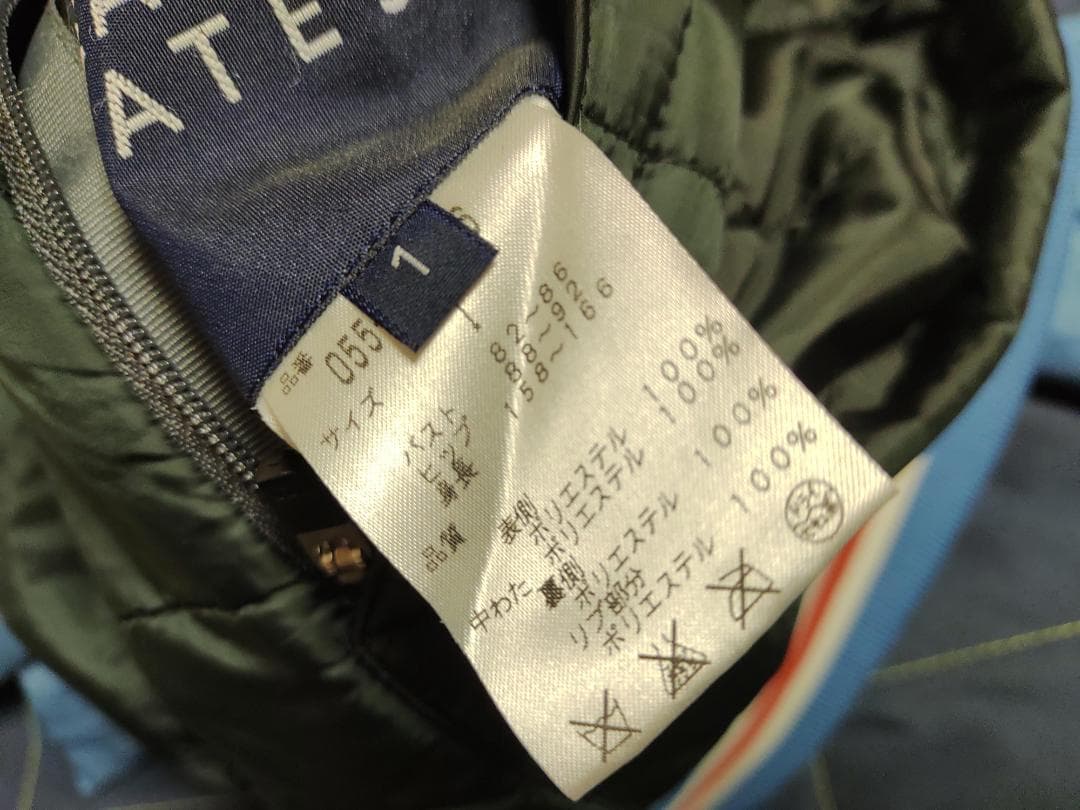 ATE
1
品番 055
サイズ 1
バスト 82~86
ヒップ 88~92
身長 158~166
品質
表側
ポリエステル 100%
中わた ポリエステル 100%
裏側
ポリエステル 100%
リブ部分
ポリエステル 100%